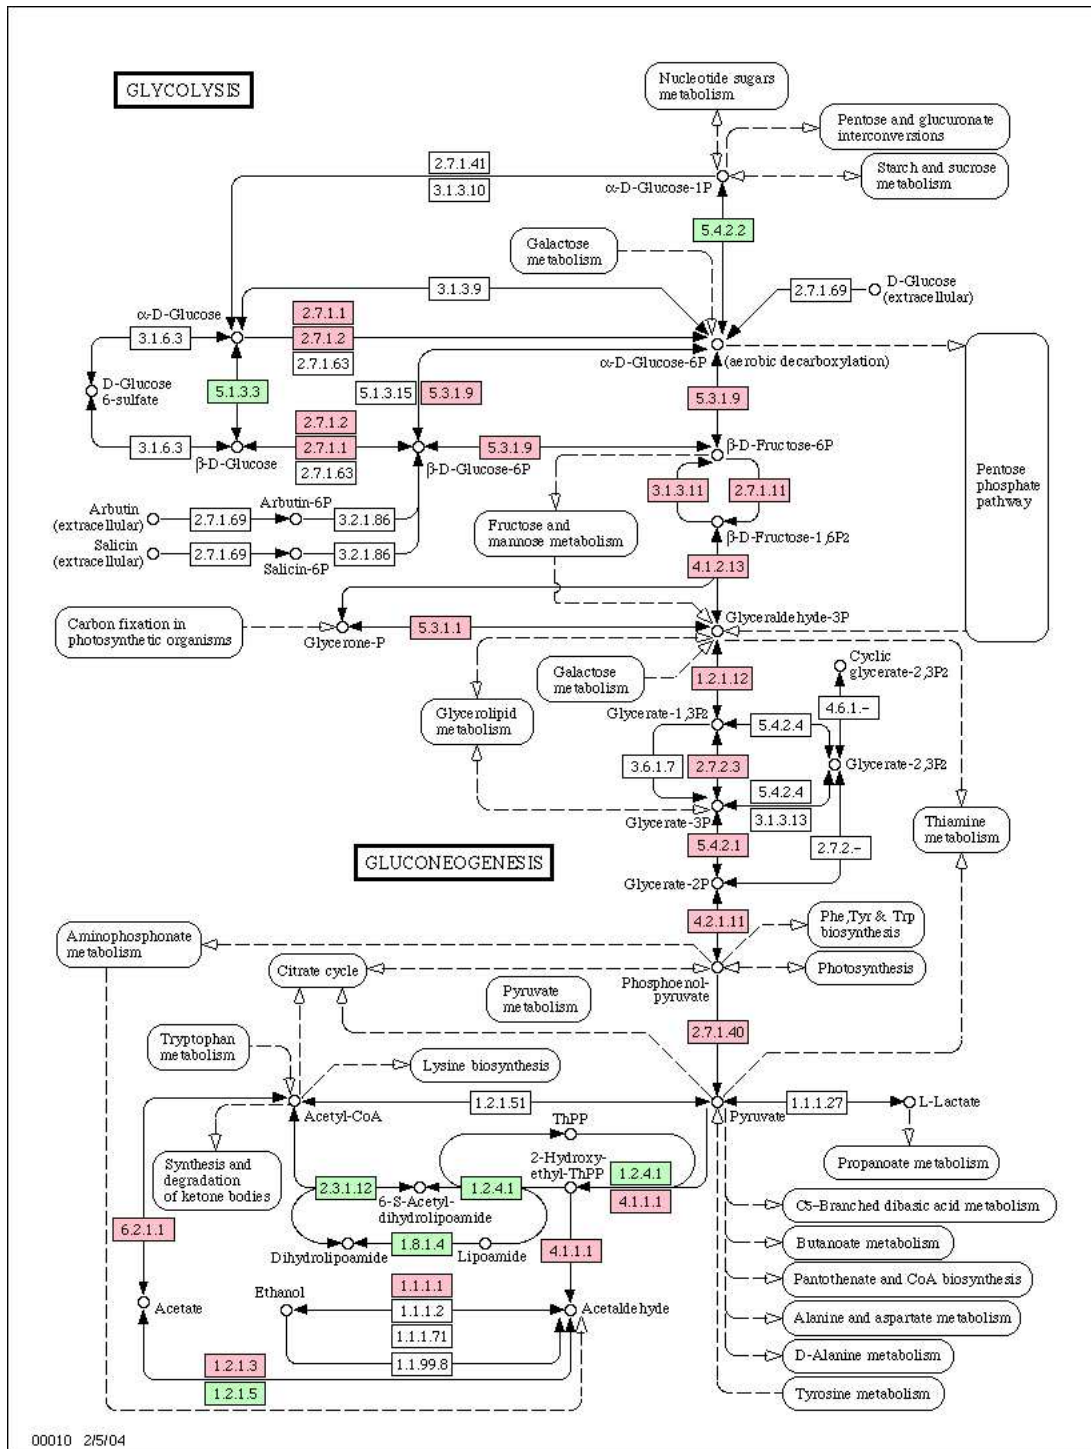 GLYCOLYSIS
Nucleotide sugars
metabolism
Pentose and glucuronate
interconversions
Starch and sucrose
metabolism
2.7.1.41
3.1.3.10
α-D-Glucose-1P
5.4.2.2
Galactose
metabolism
3.1.3.9
2.7.1.69
D-Glucose
(extracellular)
α-D-Glucose
2.7.1.1
2.7.1.2
2.7.1.63
3.1.6.3
α-D-Glucose-6P
(aerobic decarboxylation)
D-Glucose
6-sulfate
5.1.3.3
5.1.3.15
5.3.1.9
5.3.1.9
2.7.1.2
2.7.1.1
2.7.1.63
3.1.6.3
β-D-Glucose
β-D-Glucose-6P
5.3.1.9
β-D-Fructose-6P
Pentose
phosphate
pathway
3.1.3.11
2.7.1.11
Arbutin
(extracellular)
2.7.1.69
Arbutin-6P
3.2.1.86
Salicin
(extracellular)
2.7.1.69
Salicin-6P
3.2.1.86
Fructose and
mannose metabolism
β-D-Fructose-1,6P2
4.1.2.13
Carbon fixation in
photosynthetic organisms
Glycerone-P
5.3.1.1
Glyceraldehyde-3P
Galactose
metabolism
1.2.1.12
Cyclic
glycerate-2,3P2
Glycerolipid
metabolism
Glycerate-1,3P2
5.4.2.4
4.6.1.-
3.6.1.7
2.7.2.3
Glycerate-2,3P2
5.4.2.4
3.1.3.13
Glycerate-3P
Thiamine
metabolism
5.4.2.1
2.7.2.-
GLUCONEOGENESIS
Glycerate-2P
4.2.1.11
Aminophosphonate
metabolism
Phe,Tyr & Trp
biosynthesis
Citrate cycle
Photosynthesis
Pyruvate
metabolism
Phosphoenol-
pyruvate
2.7.1.40
Tryptophan
metabolism
Lysine biosynthesis
Acetyl-CoA
1.2.1.51
Pyruvate
1.1.1.27
L-Lactate
ThPP
Synthesis and
degradation
of ketone bodies
2-Hydroxy-
ethyl-ThPP
1.2.4.1
4.1.1.1
Propanoate metabolism
2.3.1.12
6-S-Acetyl-
dihydrolipoamide
1.2.4.1
C5-Branched dibasic acid metabolism
6.2.1.1
Dihydrolipoamide
1.8.1.4
Lipoamide
4.1.1.1
Butanoate metabolism
Pantothenate and CoA biosynthesis
Acetate
Ethanol
1.1.1.1
1.1.1.2
1.1.1.71
1.1.99.8
Acetaldehyde
Alanine and aspartate metabolism
D-Alanine metabolism
1.2.1.3
1.2.1.5
Tyrosine metabolism
00010 2/5/04